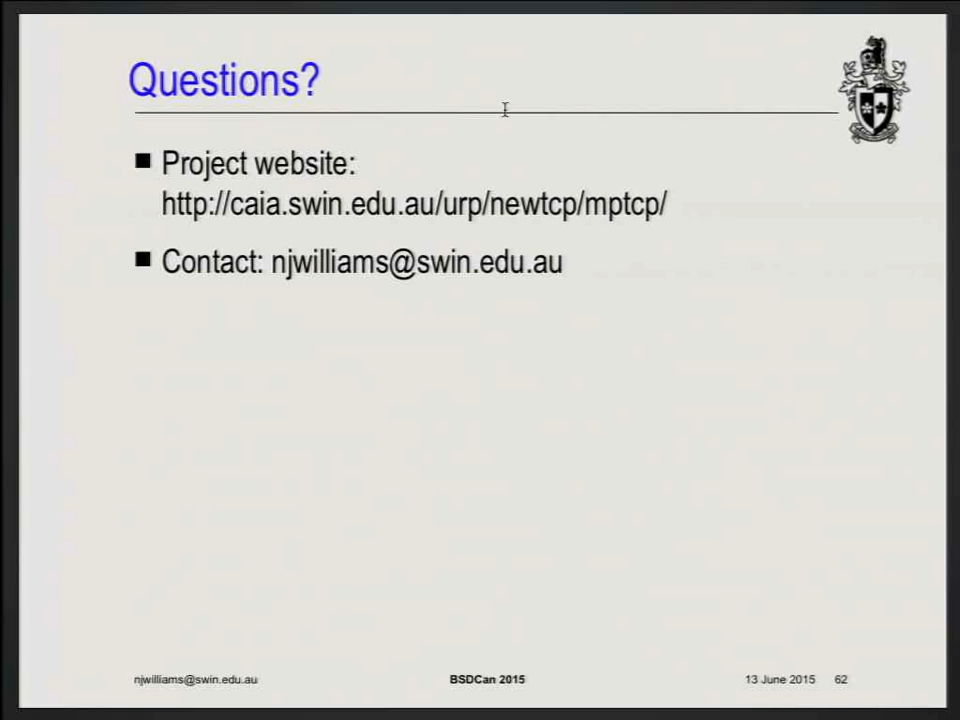 Questions?
Project website:
http://caia.swin.edu.au/urp/newtcp/mptcp/
Contact: njwilliams@swin.edu.au
njwilliams@swin.edu.au BSDCan 2015 13 June 2015 62